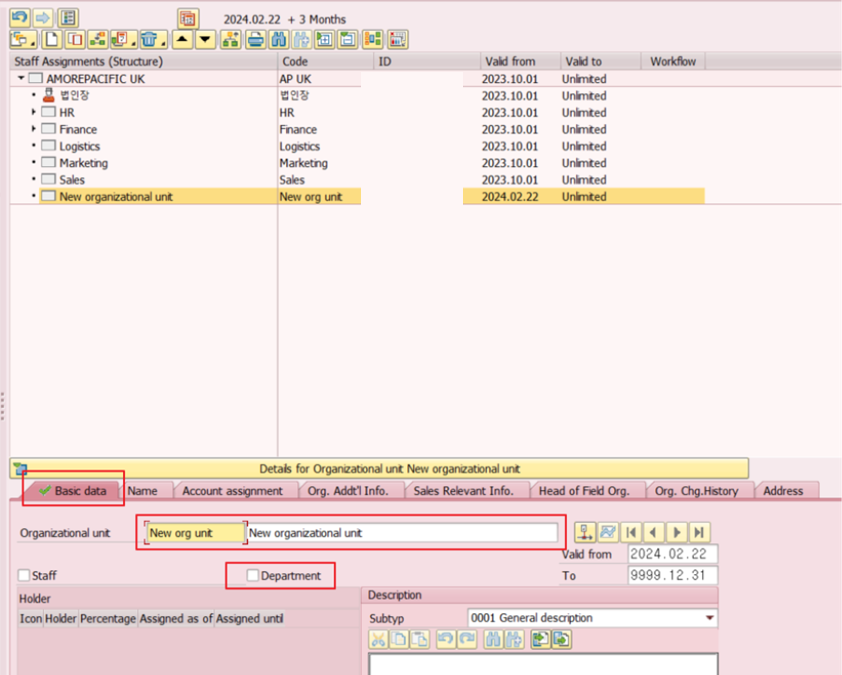 2024.02.22 + 3 Months
Staff Assignments (Structure) Code ID Valid from Valid to Workflow
AMOREPACIFIC UK AP UK 2023.10.01 Unlimited
법인장 법인장 2023.10.01 Unlimited
HR HR 2023.10.01 Unlimited
Finance Finance 2023.10.01 Unlimited
Logistics Logistics 2023.10.01 Unlimited
Marketing Marketing 2023.10.01 Unlimited
Sales Sales 2023.10.01 Unlimited
New organizational unit New org unit 2024.02.22 Unlimited
Details for Organizational unit New organizational unit
Basic data Name Account assignment Org. Addt'l Info. Sales Relevant Info. Head of Field Org. Org. Chg.History Address
Organizational unit New org unit New organizational unit
Valid from 2024.02.22
Staff Department To 9999.12.31
Holder Description
Icon Holder Percentage Assigned as of Assigned until Subtyp 0001 General description